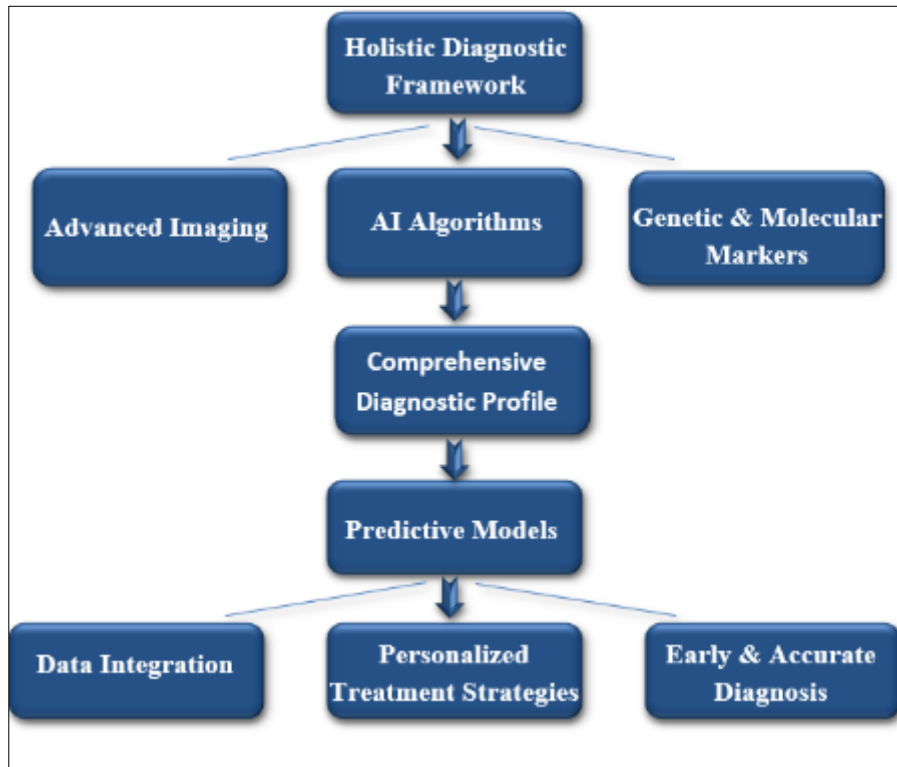 Holistic Diagnostic
Framework
Advanced Imaging
AI Algorithms
Genetic & Molecular
Markers
Comprehensive
Diagnostic Profile
Predictive Models
Data Integration
Personalized
Treatment Strategies
Early & Accurate
Diagnosis